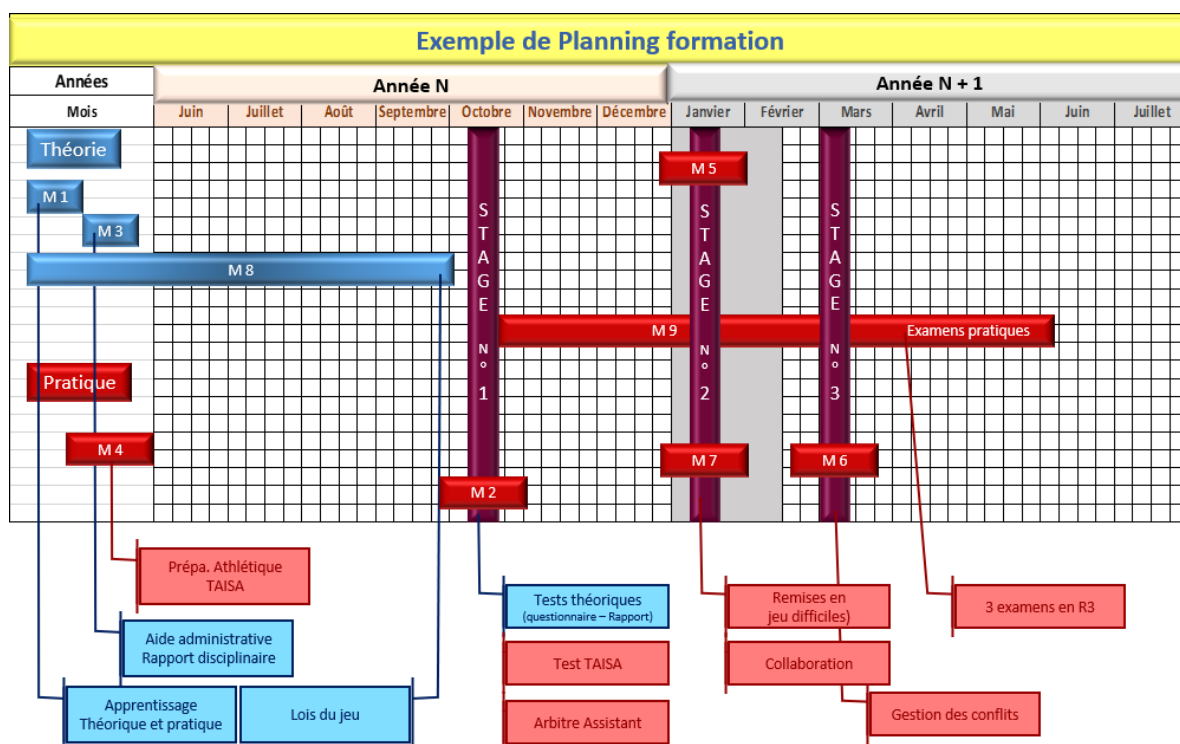 Exemple de Planning formation
Années
Année N
Année N + 1
Mois
Juin
Juillet
Août
Septembre
Octobre
Novembre
Décembre
Janvier
Février
Mars
Avril
Mai
Juin
Juillet
Théorie
M 1
M 3
M 8
M 5
STAGE N° 1
STAGE N° 2
STAGE N° 3
M 9
Examens pratiques
Pratique
M 4
M 7
M 6
M 2
Prépa. Athlétique
TAISA
Aide administrative
Rapport disciplinaire
Apprentissage
Théorique et pratique
Lois du jeu
Tests théoriques
(questionnaire – Rapport)
Test TAISA
Arbitre Assistant
Remises en
jeu difficiles)
Collaboration
Gestion des conflits
3 examens en R3